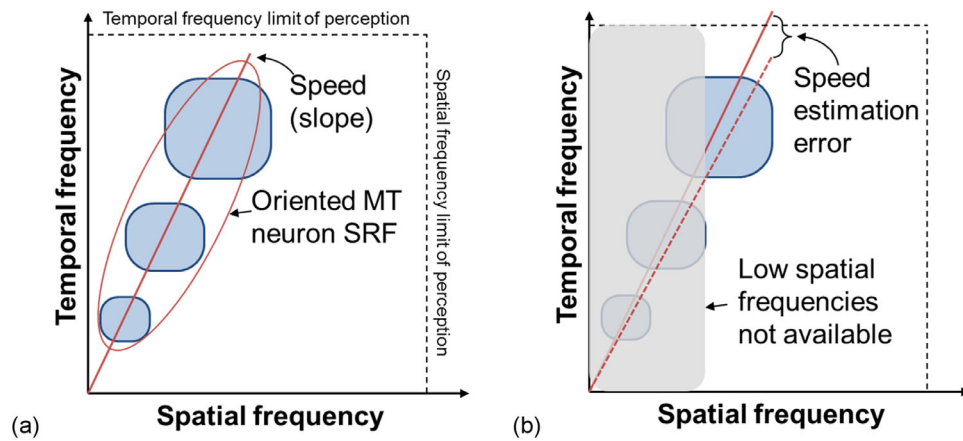 Temporal frequency limit of perception
Temporal frequency
Speed
(slope)
Oriented MT
neuron SRF
Spatial frequency limit of perception
Spatial frequency
(a)
Temporal frequency
Speed
estimation
error
Low spatial
frequencies
not available
Spatial frequency
(b)